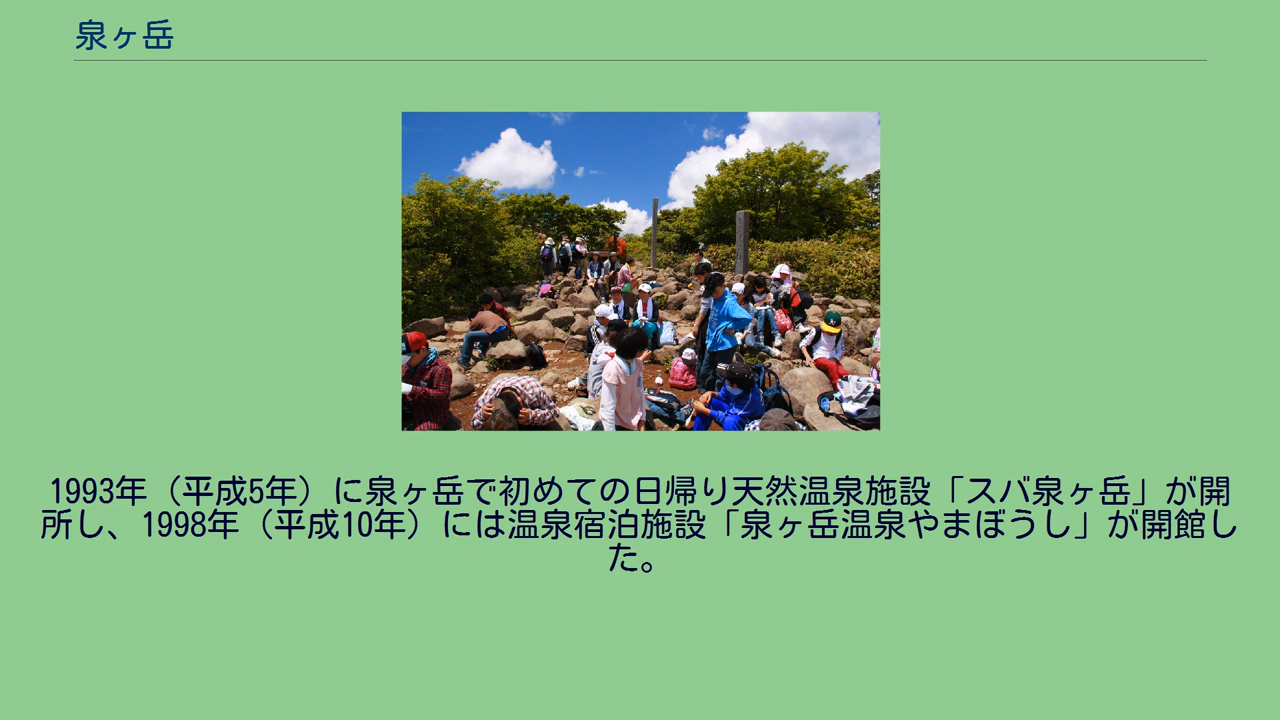 泉ヶ岳
1993年（平成5年）に泉ヶ岳で初めての日帰り天然温泉施設「スバ泉ヶ岳」が開
所し、1998年（平成10年）には温泉宿泊施設「泉ヶ岳温泉やまぼうし」が開館し
た。